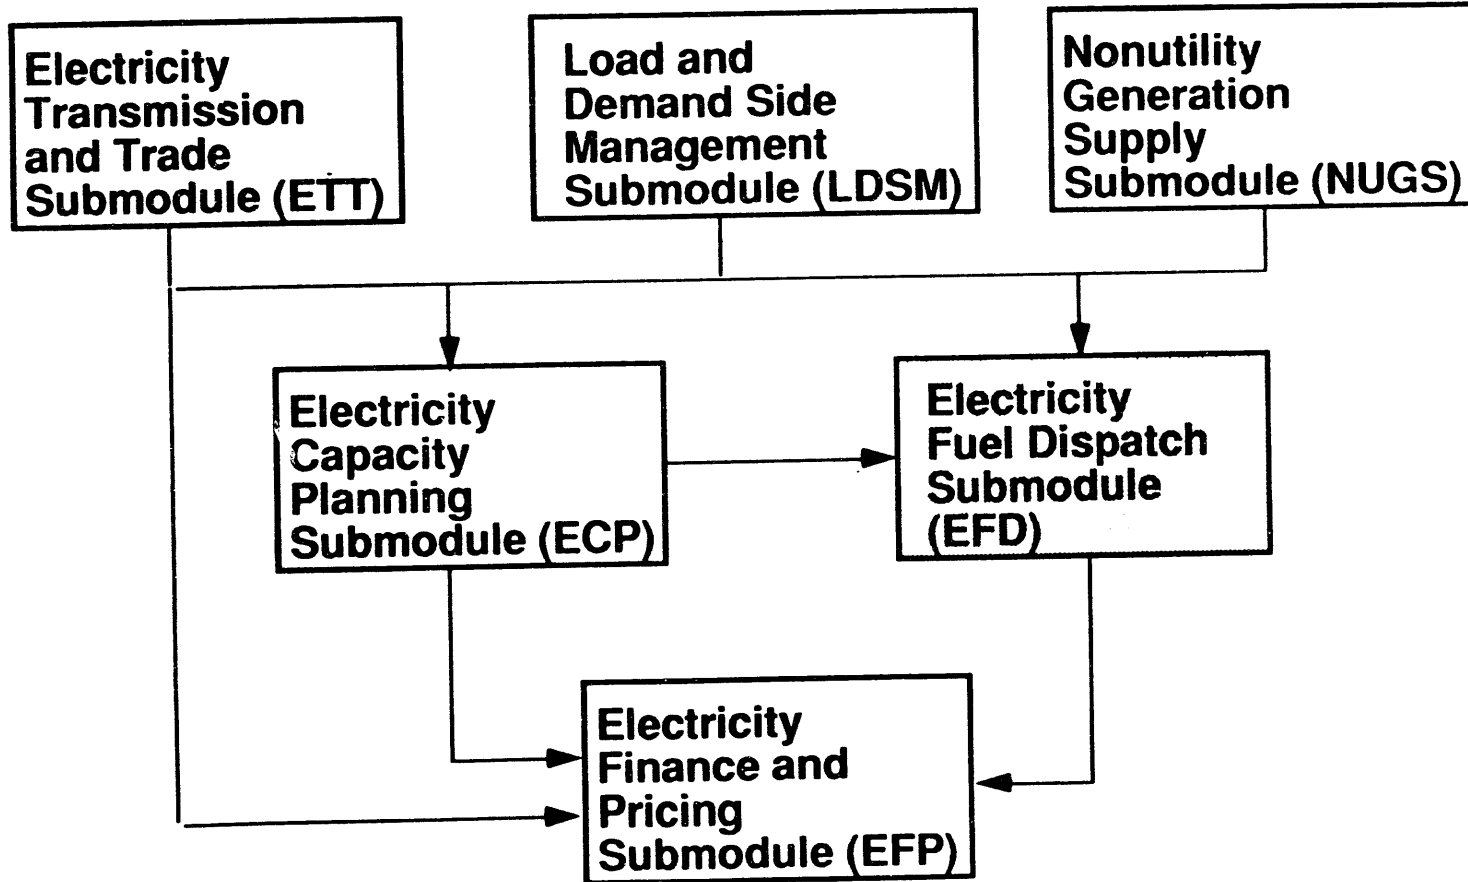 Electricity
Transmission
and Trade
Submodule (ETT)
Load and
Demand Side
Management
Submodule (LDSM)
Nonutility
Generation
Supply
Submodule (NUGS)
Electricity
Capacity
Planning
Submodule (ECP)
Electricity
Fuel Dispatch
Submodule
(EFD)
Electricity
Finance and
Pricing
Submodule (EFP)